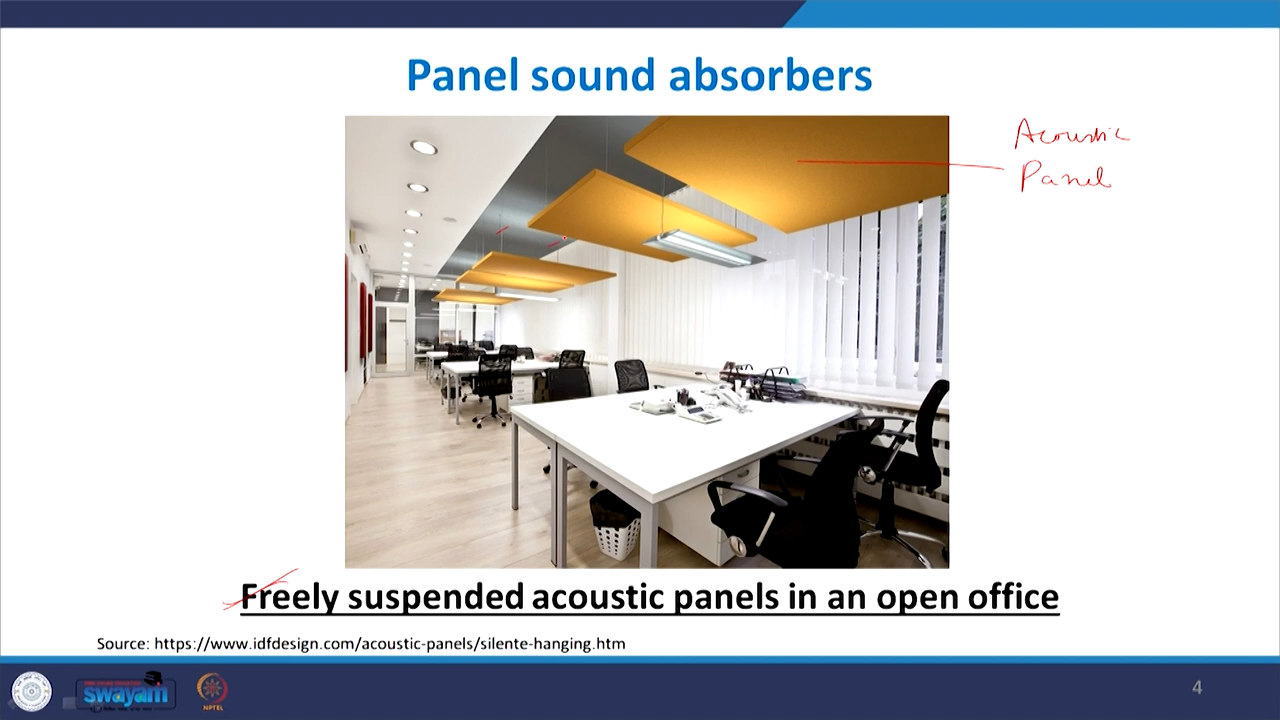 Panel sound absorbers
Acoustic
Panel
Freely suspended acoustic panels in an open office
Source: https://www.idfdesign.com/acoustic-panels/silente-hanging.htm
swayam
NPTEL
4